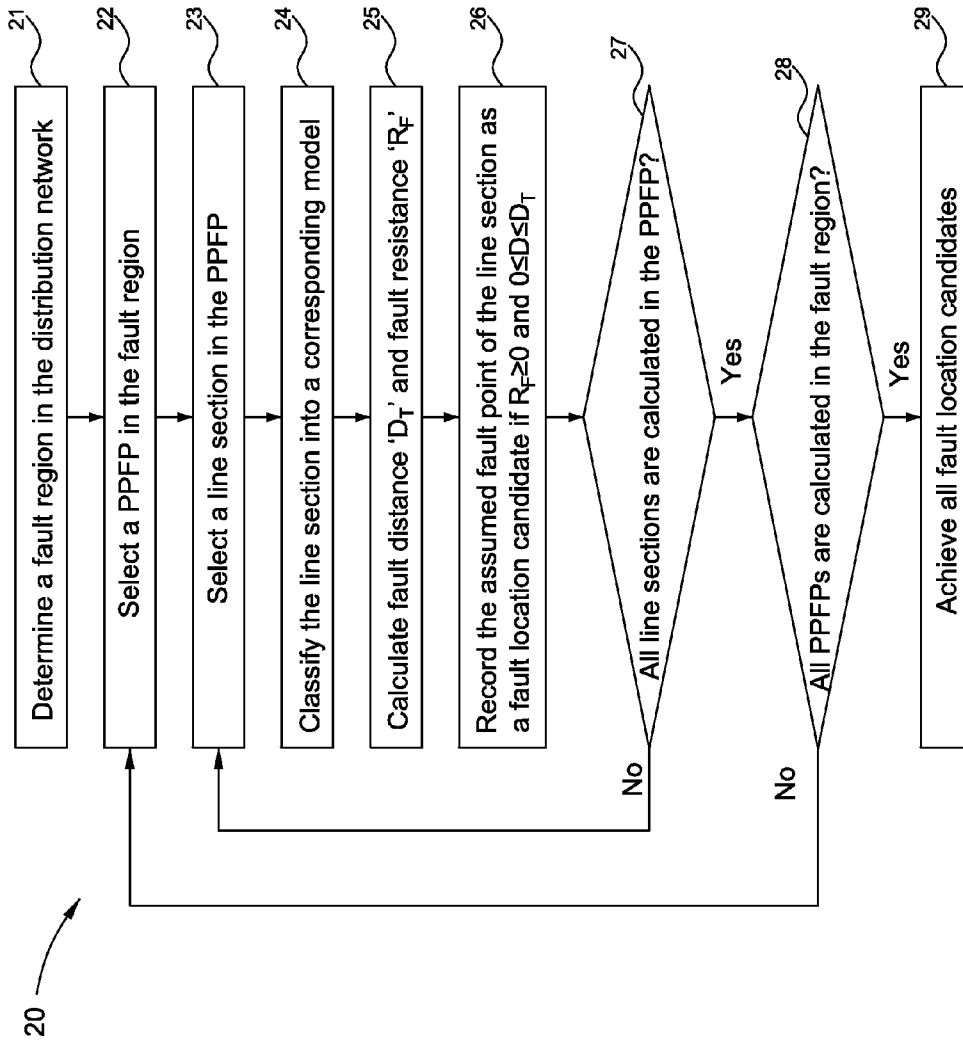 20
21
Determine a fault region in the distribution network
22
Select a PPFP in the fault region
23
Select a line section in the PPFP
24
Classify the line section into a corresponding model
25
Calculate fault distance 'D_T' and fault resistance 'R_F'
26
Record the assumed fault point of the line section as
a fault location candidate if R_F≥0 and 0≤D≤D_T
27
All line sections are calculated in the PPFP?
No
Yes
28
All PPFPs are calculated in the fault region?
No
Yes
29
Achieve all fault location candidates